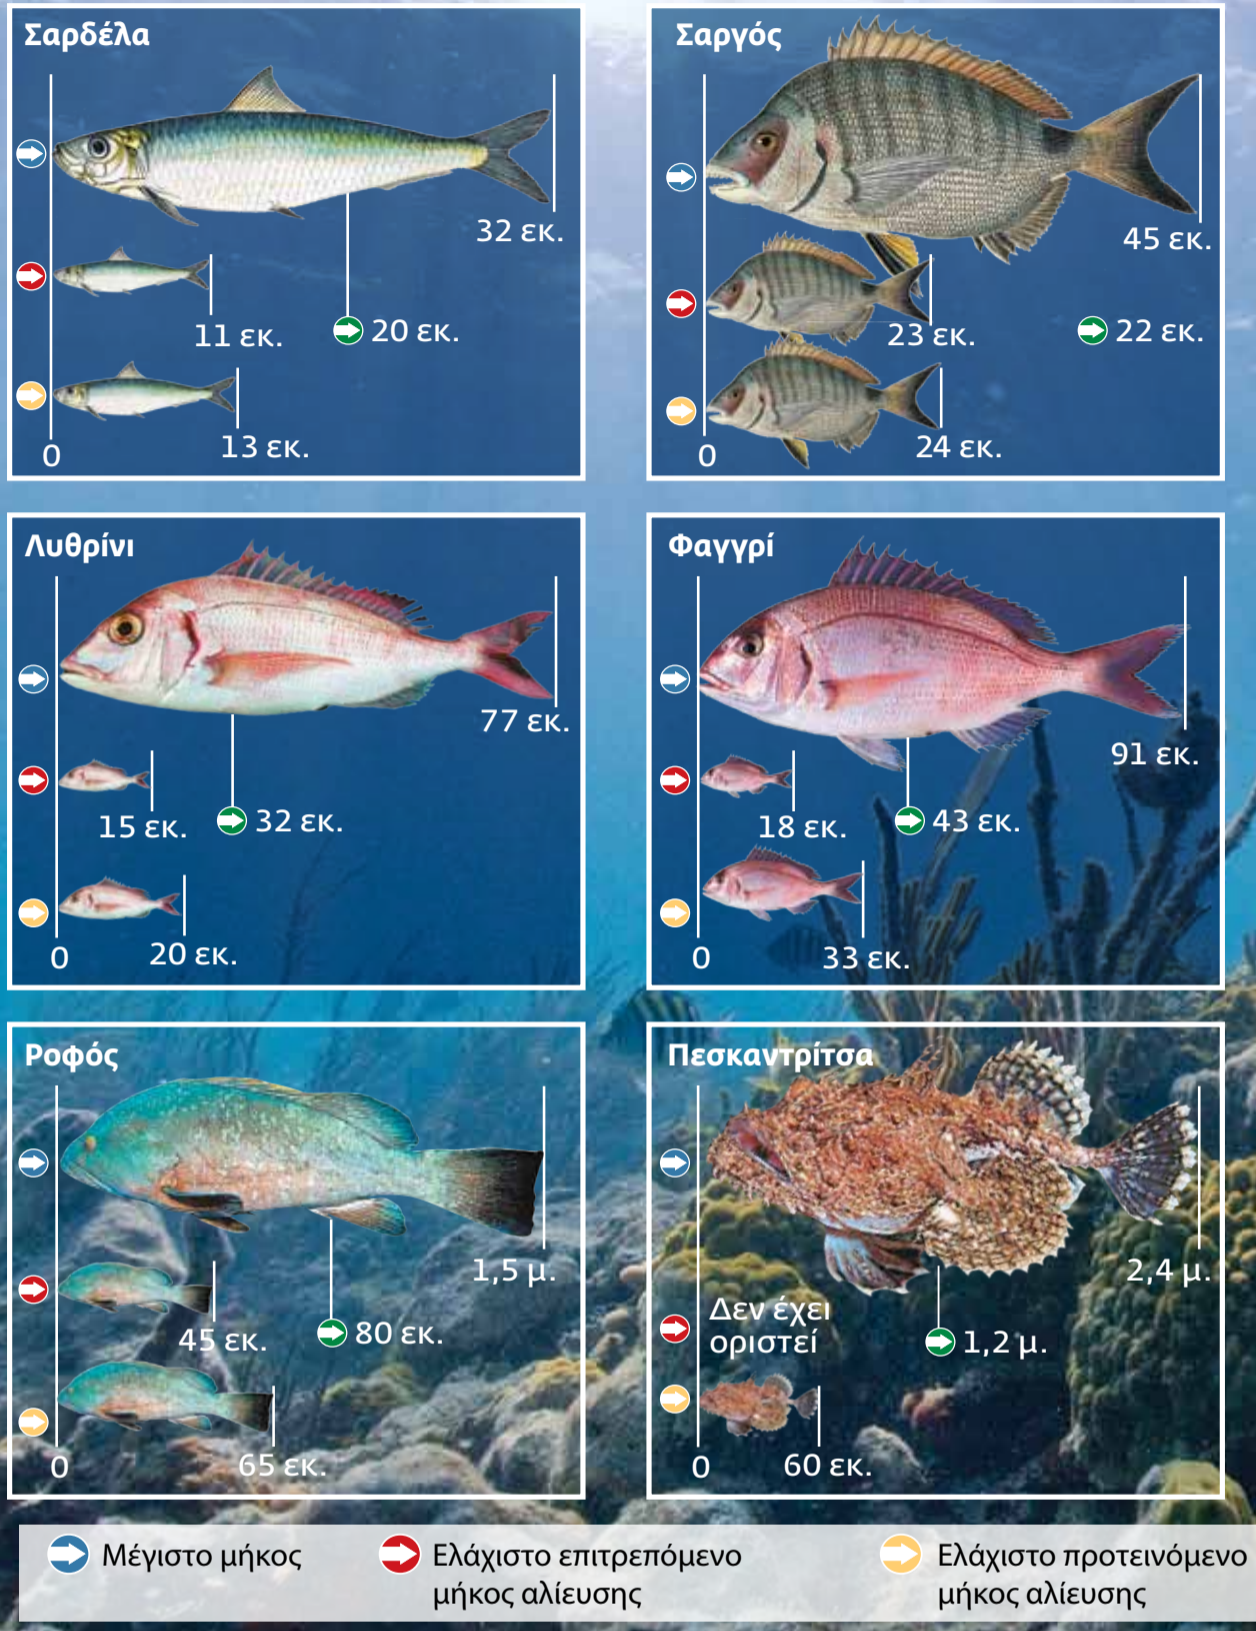 Σαρδέλα
32 εκ.
11 εκ.
20 εκ.
13 εκ.
0
Σαργός
45 εκ.
23 εκ.
22 εκ.
24 εκ.
0
Λυθρίνι
77 εκ.
15 εκ.
32 εκ.
20 εκ.
0
Φαγγρί
91 εκ.
18 εκ.
43 εκ.
33 εκ.
0
Ροφός
1,5 μ.
45 εκ.
80 εκ.
65 εκ.
0
Πεσκαντρίτσα
2,4 μ.
Δεν έχει
οριστεί
1,2 μ.
60 εκ.
0
Μέγιστο μήκος
Ελάχιστο επιτρεπόμενο
μήκος αλίευσης
Ελάχιστο προτεινόμενο
μήκος αλίευσης